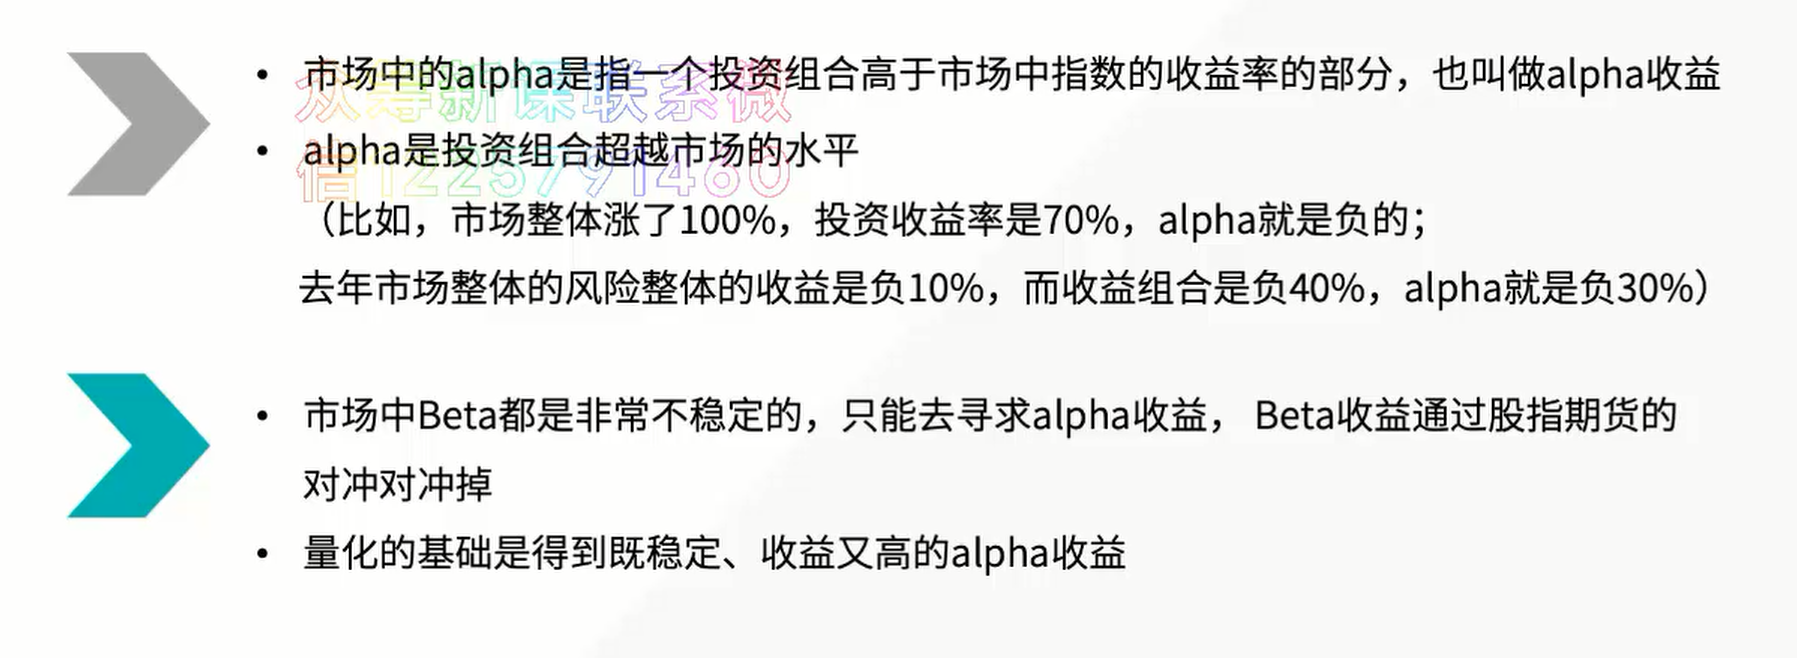 • 市场中的alpha是指一个投资组合高于市场中指数的收益率的部分，也叫做alpha收益
众寿新课联系微
• alpha是投资组合超越市场的水平
信1225791460
（比如，市场整体涨了100%，投资收益率是70%，alpha就是负的；
去年市场整体的风险整体的收益是负10%，而收益组合是负40%，alpha就是负30%）
• 市场中Beta都是非常不稳定的，只能去寻求alpha收益， Beta收益通过股指期货的
对冲对冲掉
• 量化的基础是得到既稳定、收益又高的alpha收益